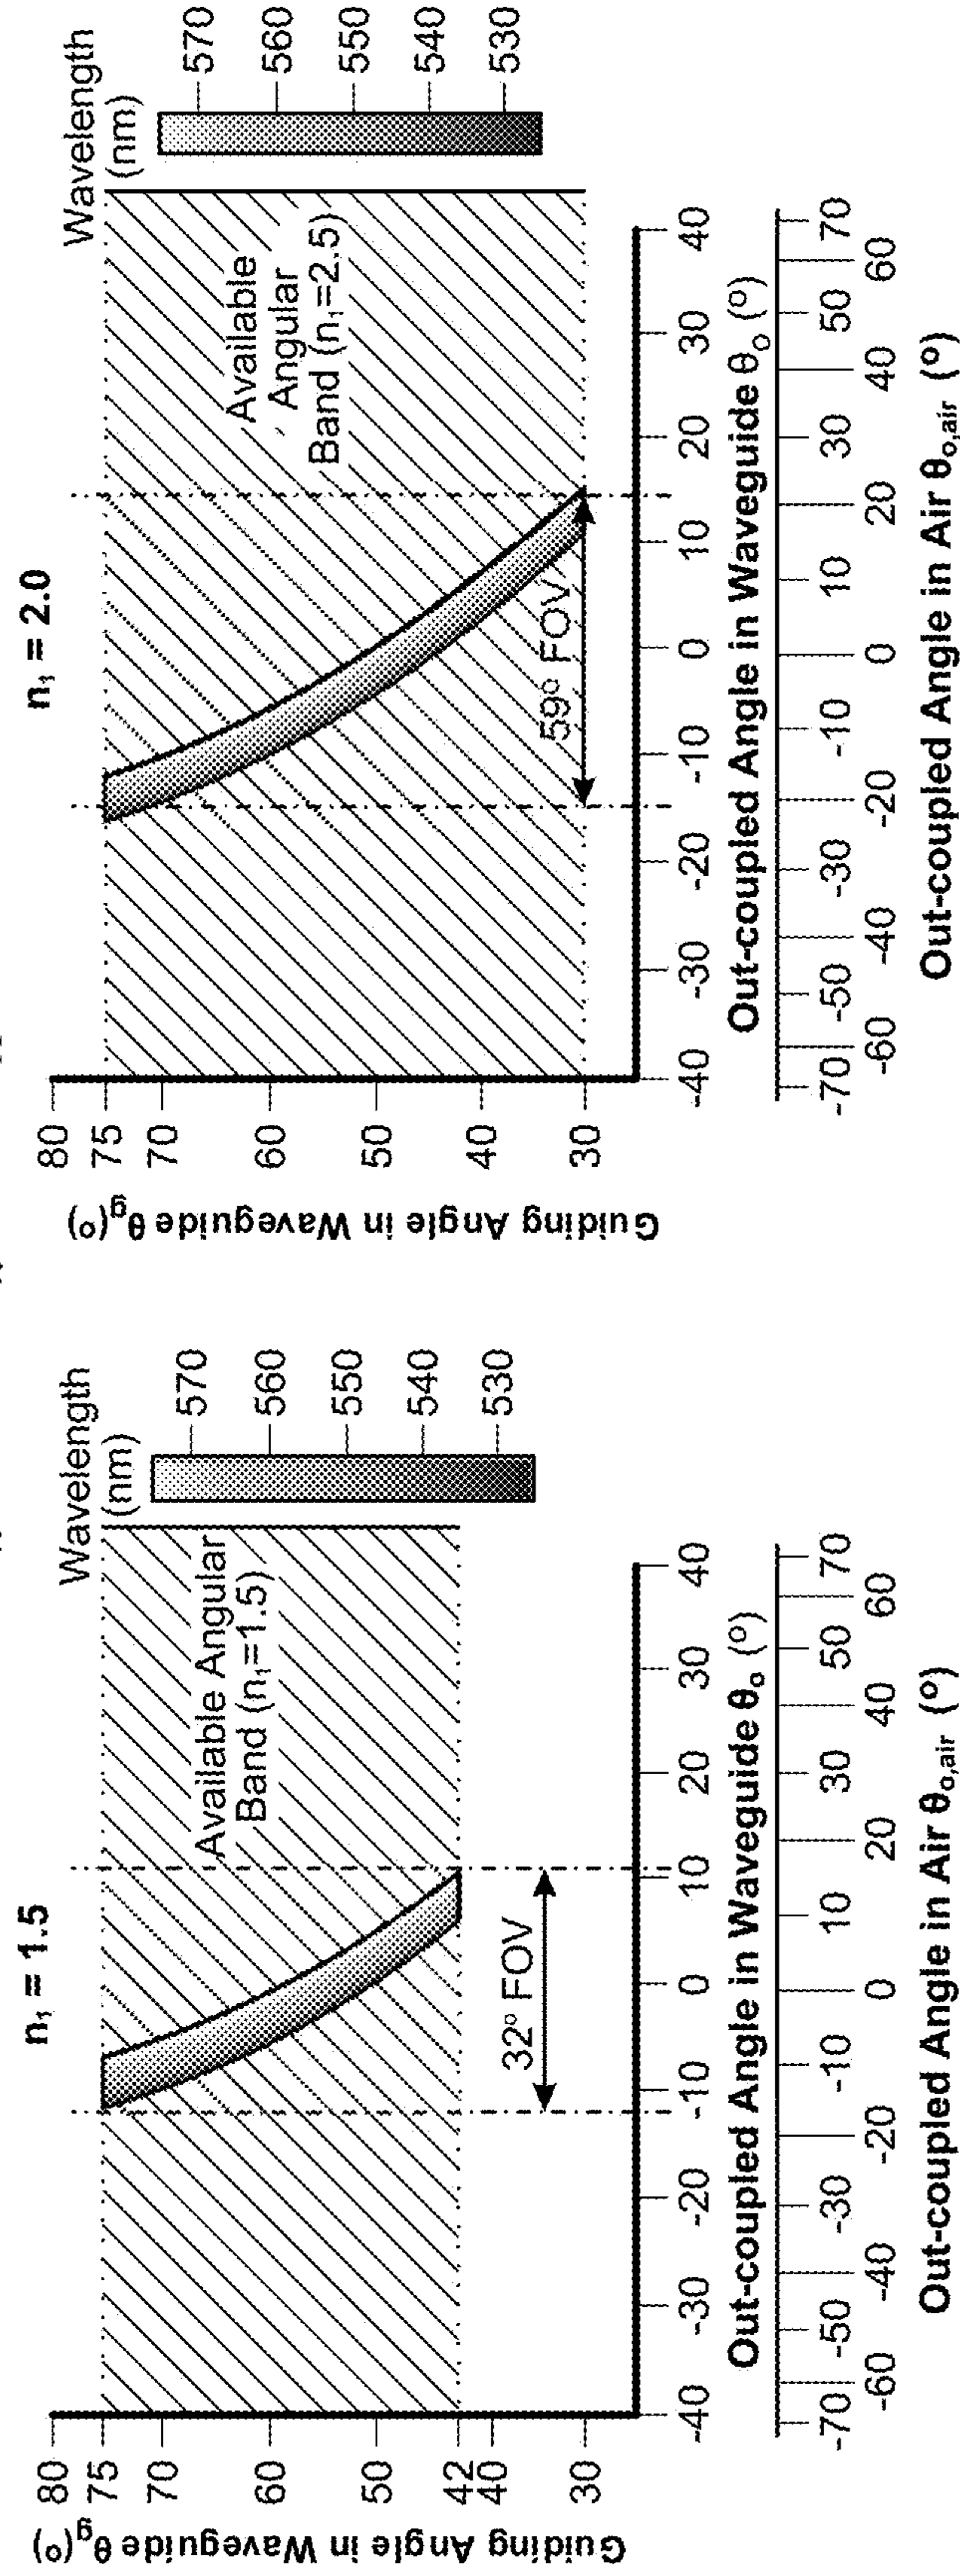 n₁ = 1.5
Wavelength
(nm)
570
560
550
540
530
Available Angular
Band (n₁=1.5)
32° FOV
80
75
70
60
50
42
40
30
Guiding Angle in Waveguide θg(°)
-40 -30 -20 -10 0 10 20 30 40
Out-coupled Angle in Waveguide θo (°)
-70 -50 -30 -10 10 30 50 70
-60 -40 -20 0 20 40 60
Out-coupled Angle in Air θo,air (°)
n₁ = 2.0
Wavelength
(nm)
570
560
550
540
530
Available
Angular
Band (n₁=2.5)
59° FOV
80
75
70
60
50
40
30
Guiding Angle in Waveguide θg(°)
-40 -30 -20 -10 0 10 20 30 40
Out-coupled Angle in Waveguide θo (°)
-70 -50 -30 -10 10 30 50 70
-60 -40 -20 0 20 40 60
Out-coupled Angle in Air θo,air (°)